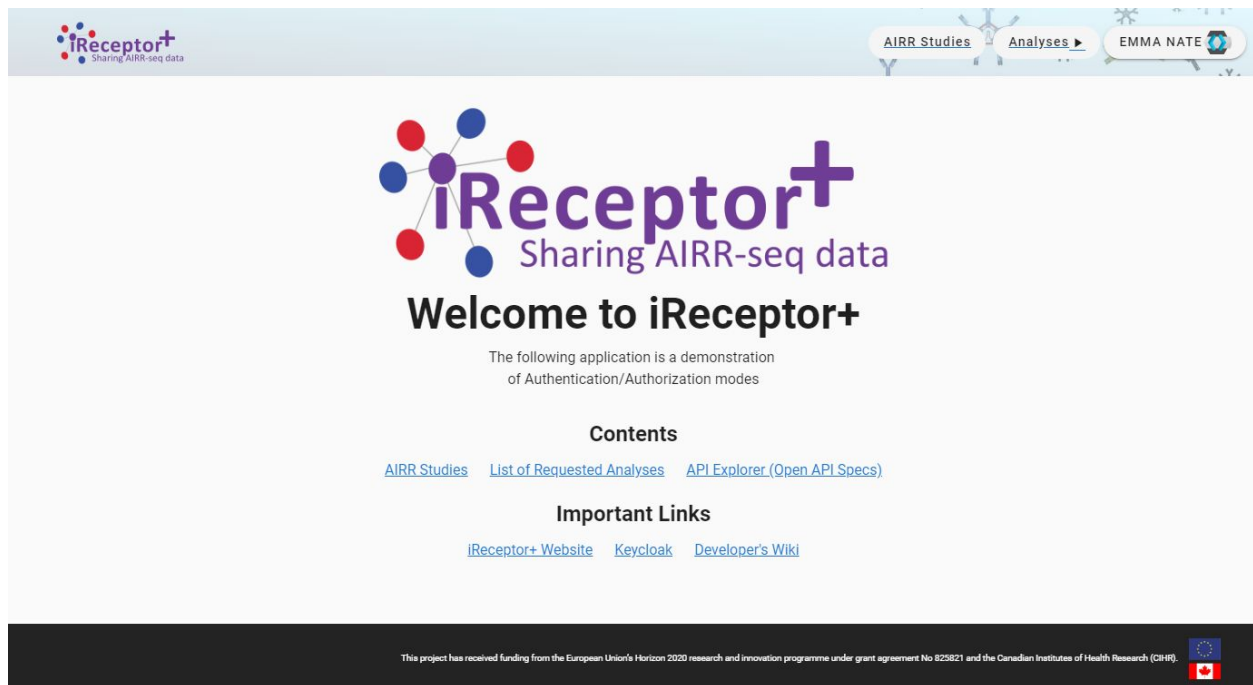 iReceptor+
Sharing AIRR-seq data
AIRR Studies
Analyses ▶
EMMA NATE
iReceptor+
Sharing AIRR-seq data
Welcome to iReceptor+
The following application is a demonstration
of Authentication/Authorization modes
Contents
AIRR Studies List of Requested Analyses API Explorer (Open API Specs)
Important Links
iReceptor+ Website Keycloak Developer's Wiki
This project has received funding from the European Union's Horizon 2020 research and innovation programme under grant agreement No 825821 and the Canadian Institutes of Health Research (CIHR).